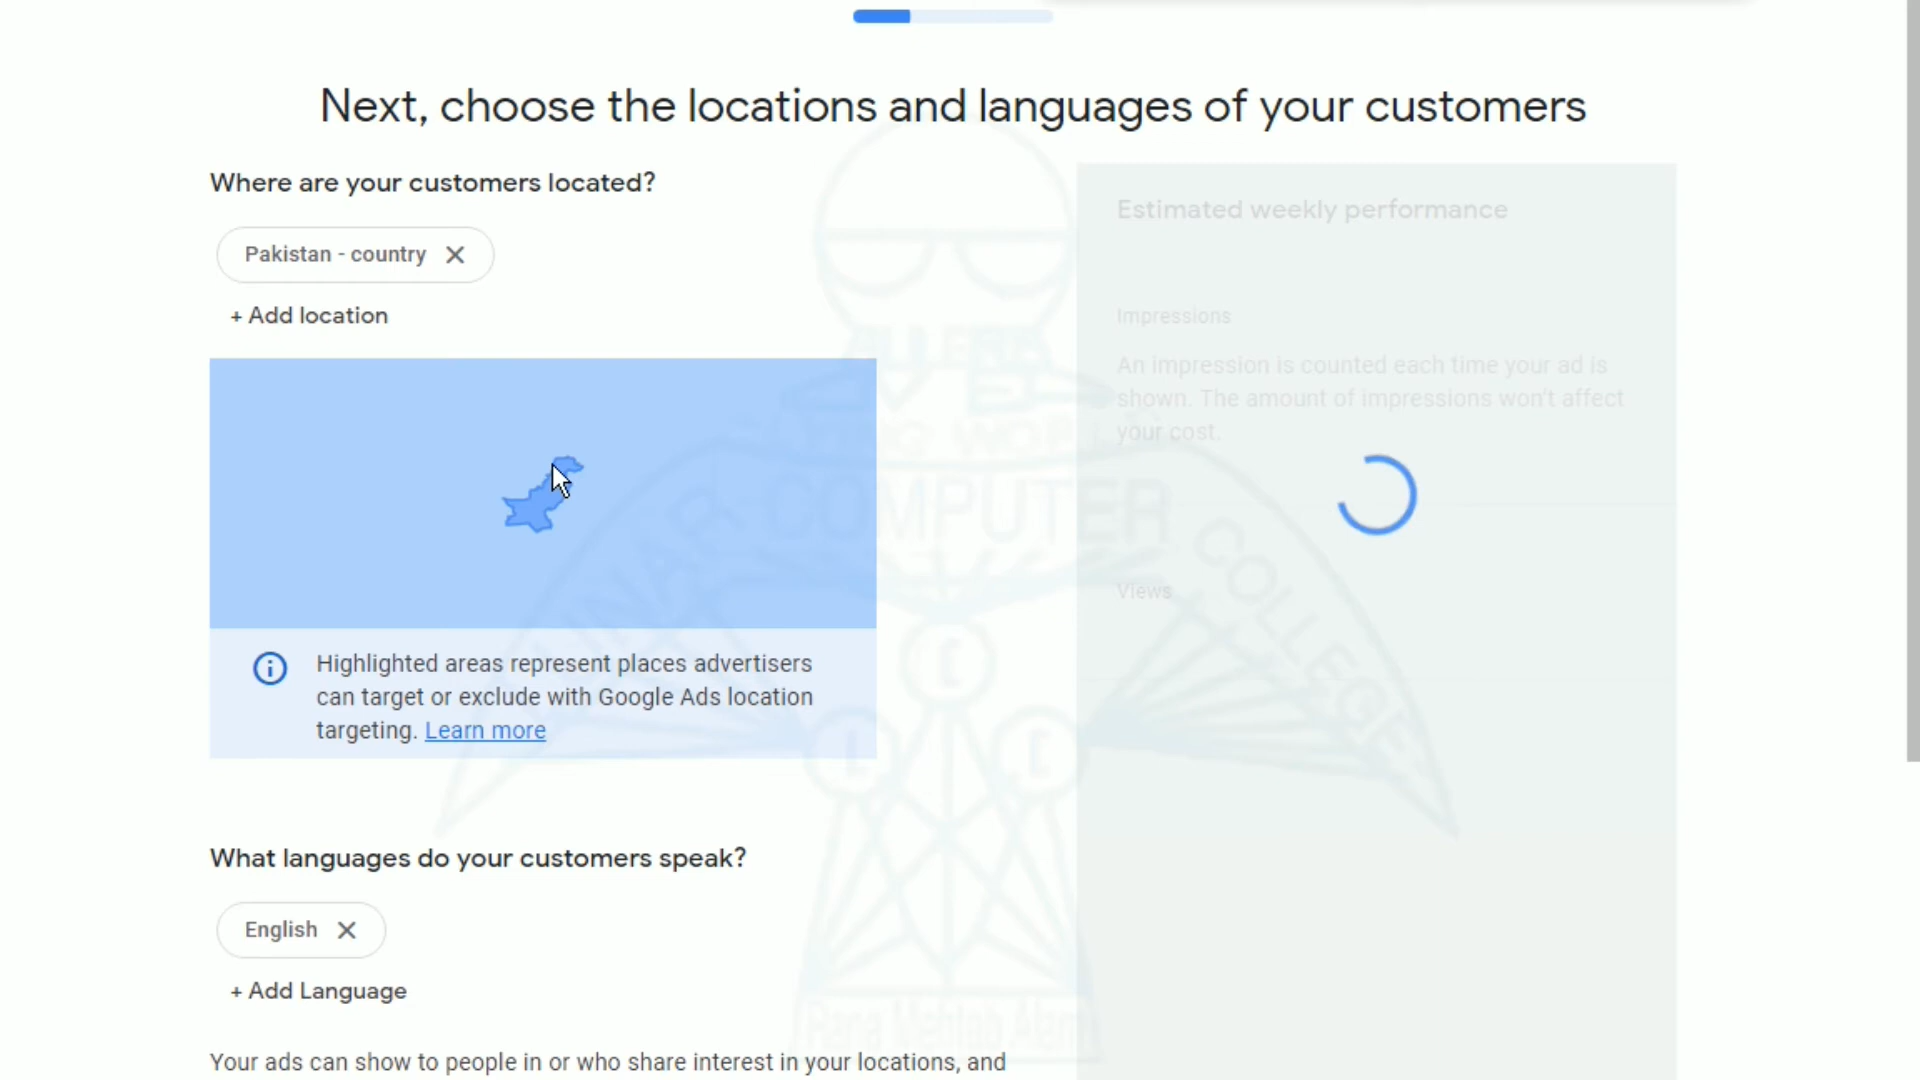 Next, choose the locations and languages of your customers
Where are your customers located?
Pakistan - country
+ Add location
Highlighted areas represent places advertisers
can target or exclude with Google Ads location
targeting. Learn more
What languages do your customers speak?
English
+ Add Language
Your ads can show to people in or who share interest in your locations, and
Estimated weekly performance
Impressions
An impression is counted each time your ad is
shown. The amount of impressions won't affect
your cost.
Views
COMPUTER
LUNAR COLLEGE
L C C